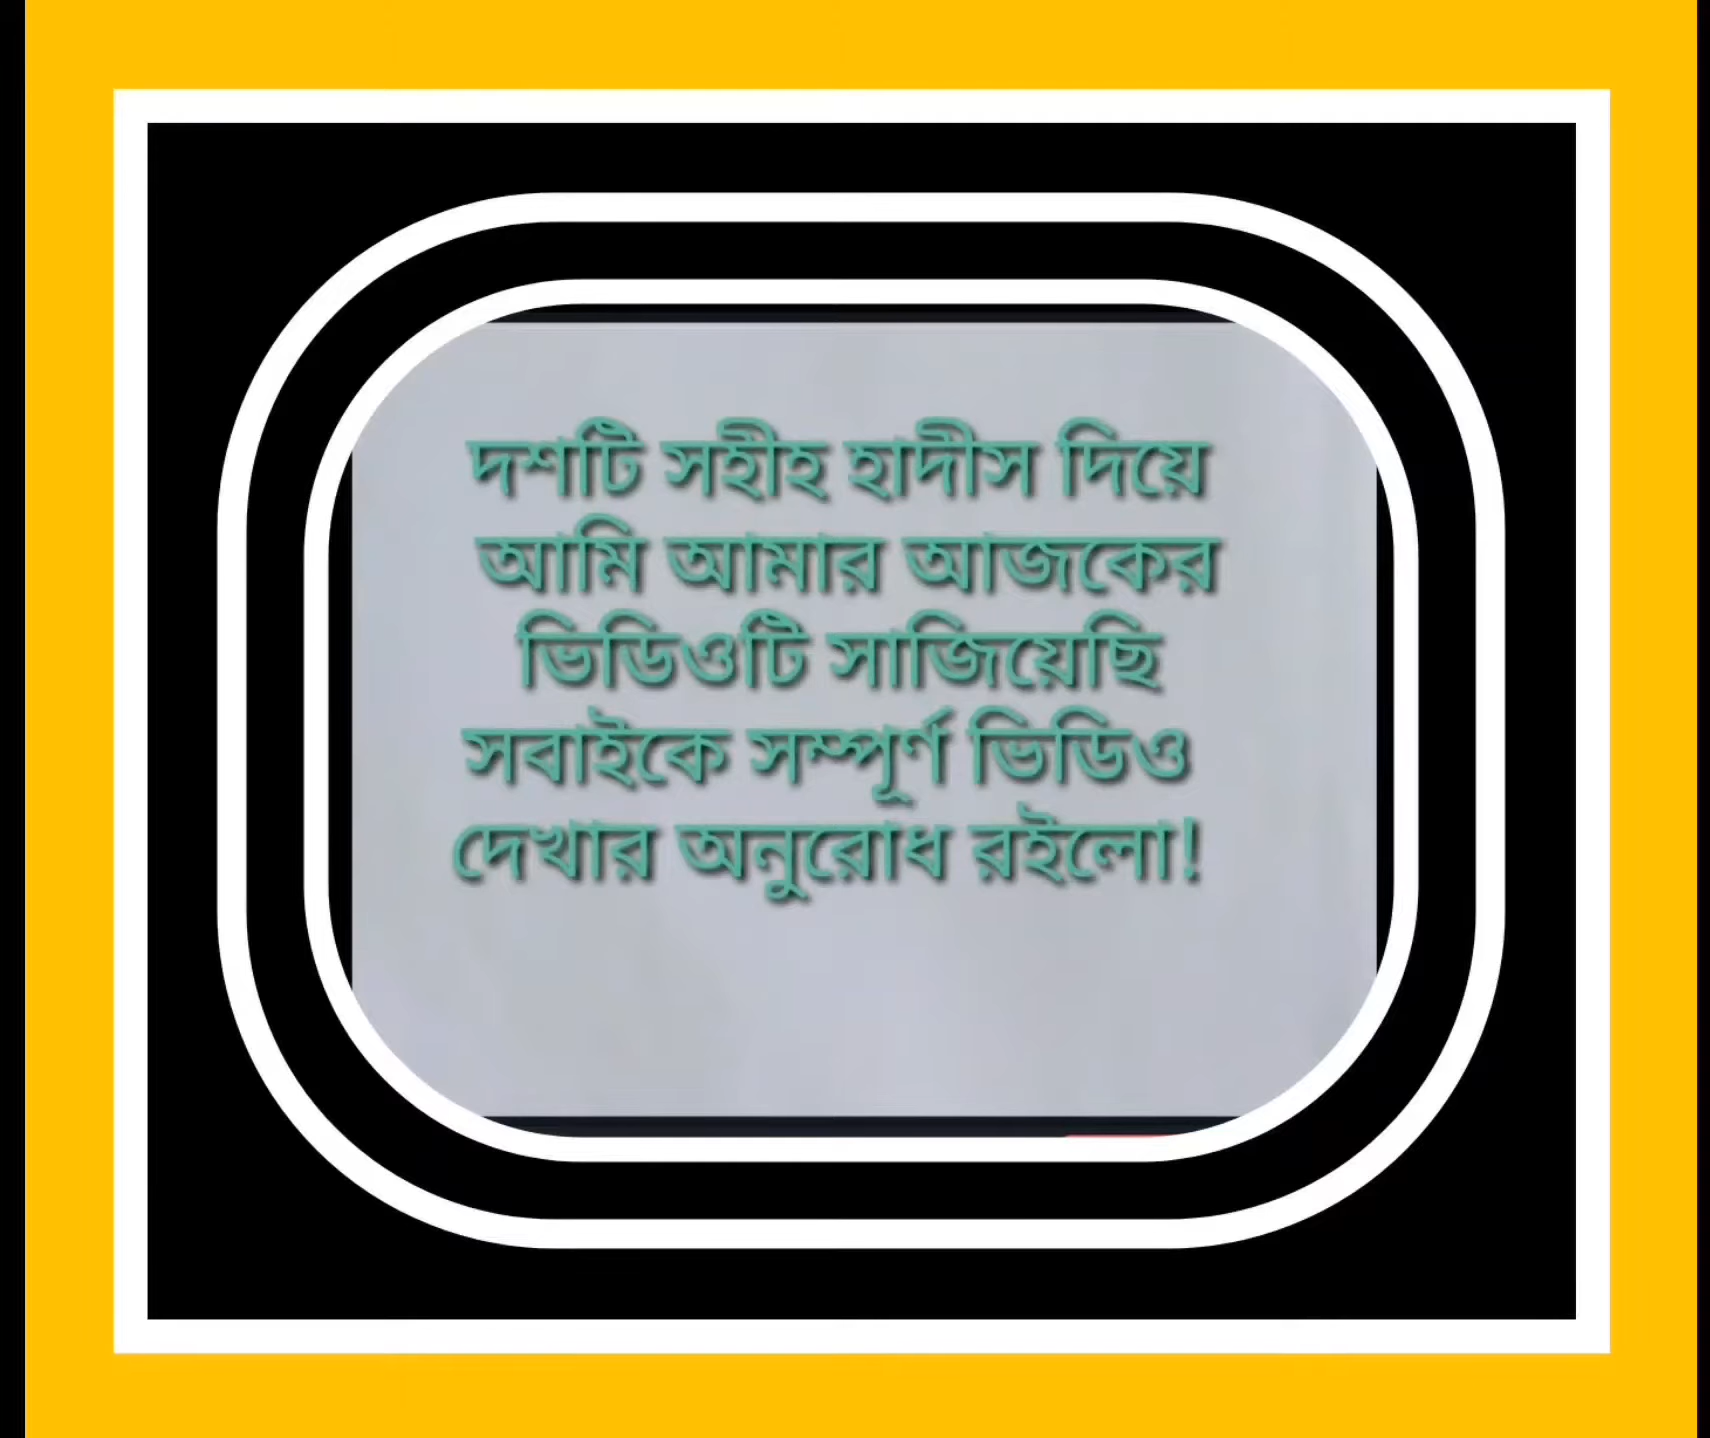 দশটি সহীহ হাদীস দিয়ে
আমি আমার আজকের
ভিডিওটি সাজিয়েছি
সবাইকে সম্পূর্ণ ভিডিও
দেখার অনুরোধ রইলো!